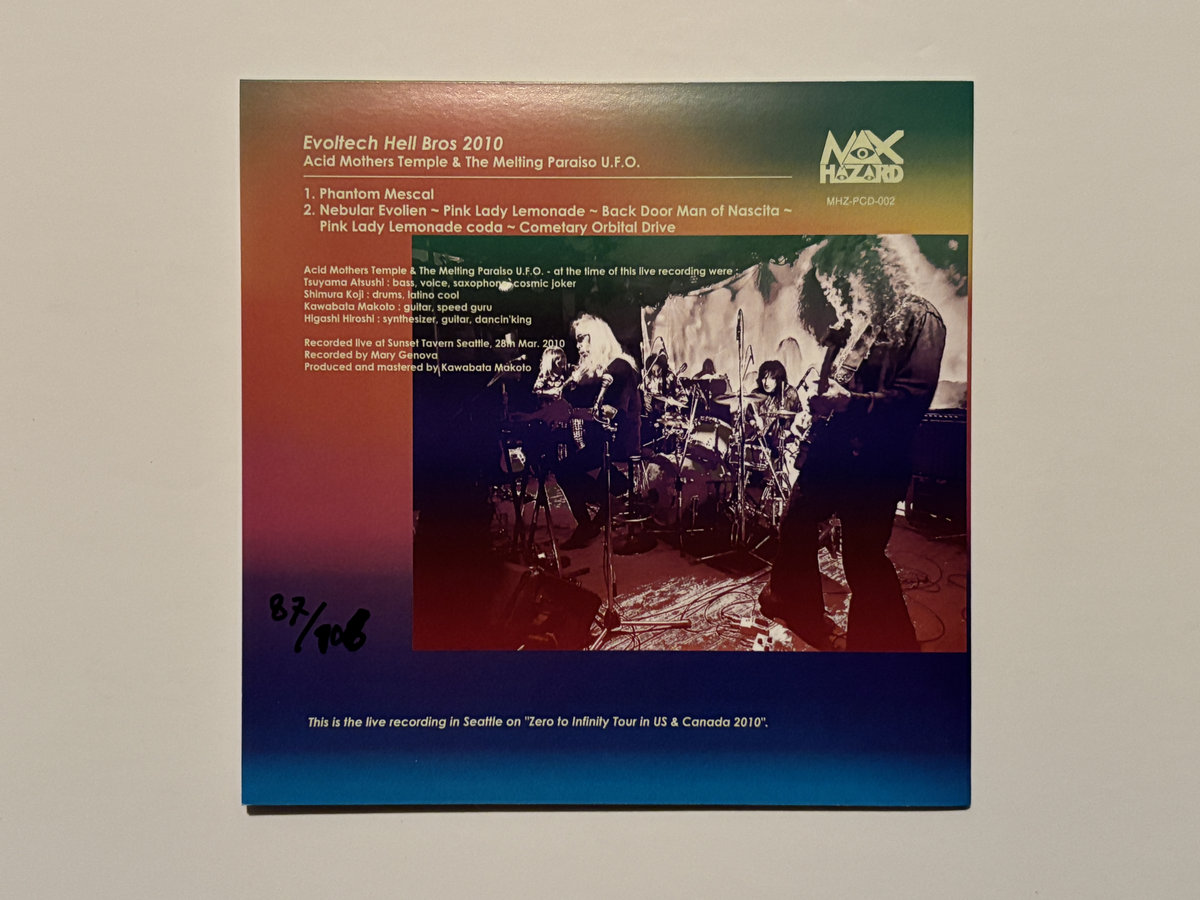 Evoltech Hell Bros 2010
Acid Mothers Temple & The Melting Paraiso U.F.O.
MAX
HAZARD
MHZ-PCD-002
1. Phantom Mescal
2. Nebular Evolien ~ Pink Lady Lemonade ~ Back Door Man of Nascita ~
Pink Lady Lemonade coda ~ Cometary Orbital Drive
Acid Mothers Temple & The Melting Paraiso U.F.O. - at the time of this live recording were :
Tsuyama Atsushi : bass, voice, saxophone, cosmic joker
Shimura Koji : drums, latino cool
Kawabata Makoto : guitar, speed guru
Higashi Hiroshi : synthesizer, guitar, dancin'king
Recorded live at Sunset Tavern Seattle, 28th Mar. 2010
Recorded by Mary Genova
Produced and mastered by Kawabata Makoto
87/
This is the live recording in Seattle on "Zero to Infinity Tour in US & Canada 2010".